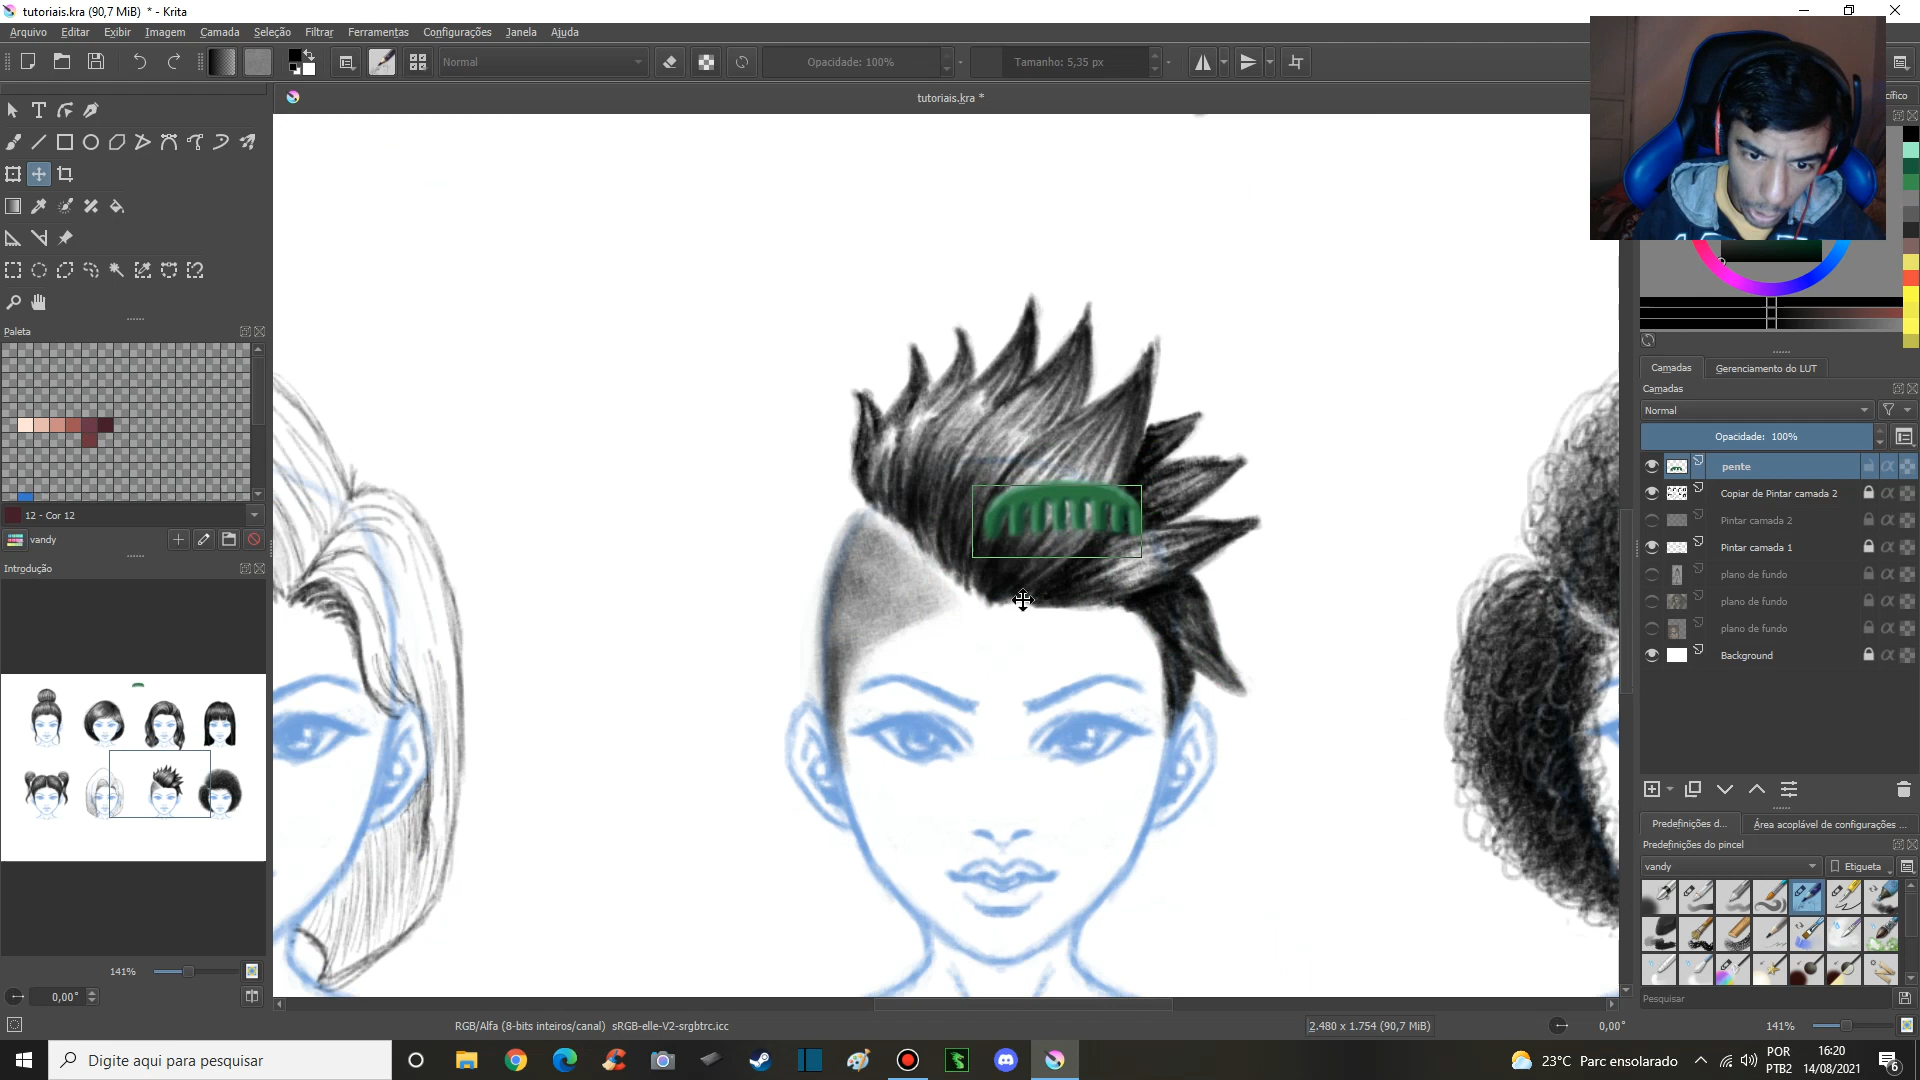 tutoriais.kra (90,7 MiB)  * - Krita
Arquivo Editar Exibir Imagem Camada Seleção Filtrar Ferramentas Configurações Janela Ajuda
Normal Opacidade: 100% Tamanho: 5,35 px
tutoriais.kra *
ífico
Paleta
12 - Cor 12
vandy
Introdução
141%
0,00°
Camadas Gerenciamento do LUT
Camadas
Normal
Opacidade: 100%
pente
Copiar de Pintar camada 2
Pintar camada 2
Pintar camada 1
plano de fundo
plano de fundo
plano de fundo
Background
Predefinições d... Área acoplável de configurações ...
Predefinições do pincel
vandy Etiqueta
Pesquisar
RGB/Alfa (8-bits inteiros/canal) sRGB-elle-V2-srgbtrc.icc 2.480 x 1.754 (90,7 MiB) 0,00° 141%
Digite aqui para pesquisar
23°C Parc ensolarado
POR
PTB2
16:20
14/08/2021
6